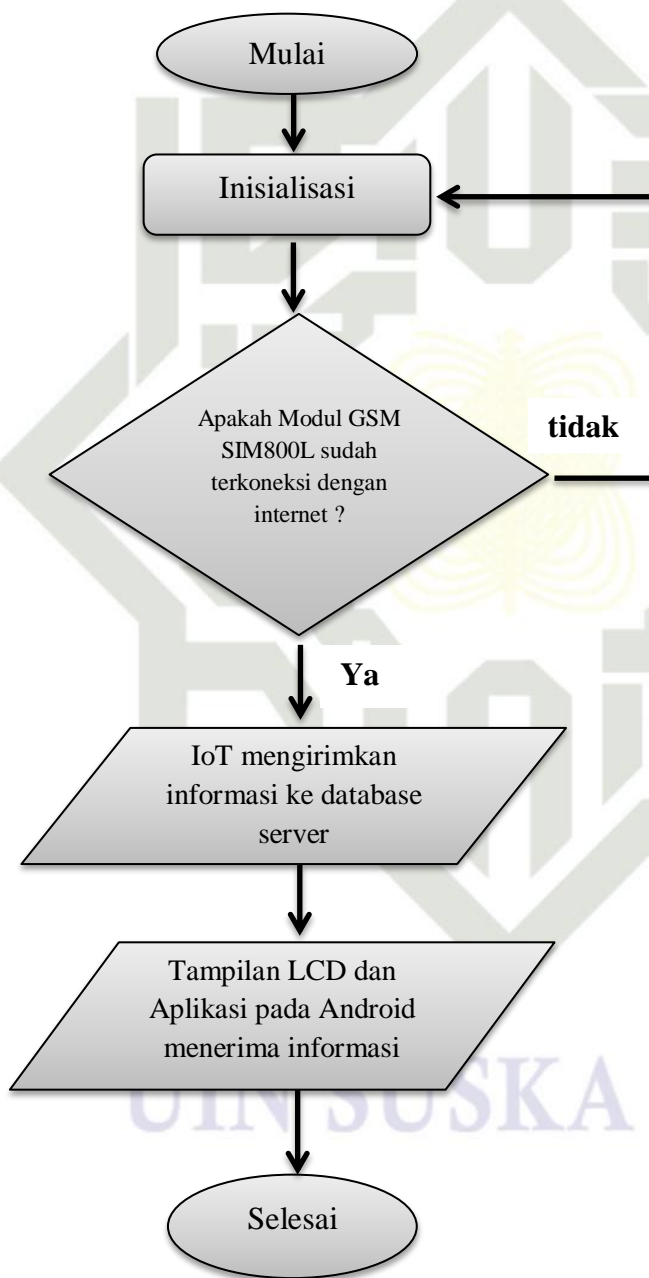 Mulai
Inisialisasi
Apakah Modul GSM
SIM800L sudah
terkoneksi dengan
internet ?
tidak
Ya
IoT mengirimkan
informasi ke database
server
Tampilan LCD dan
Aplikasi pada Android
menerima informasi
UIN SUSKA
Selesai